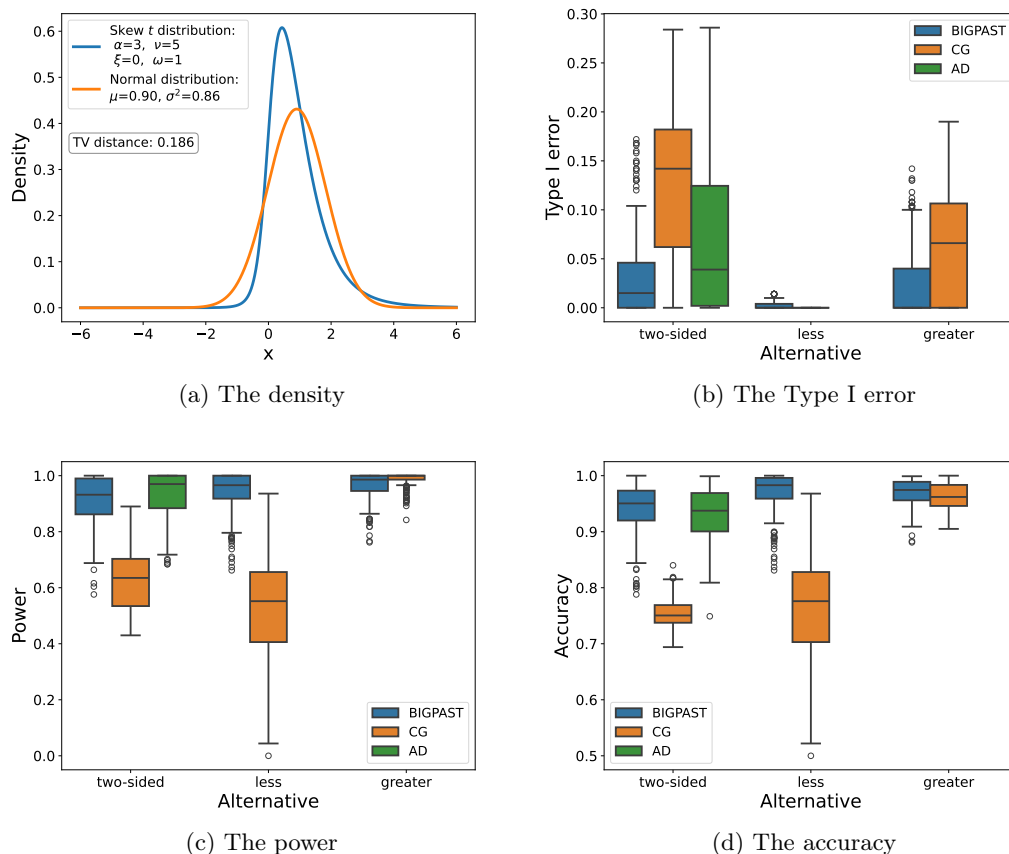 Skew t distribution:
α=3, ν=5
ξ=0, ω=1
Normal distribution:
μ=0.90, σ²=0.86
TV distance: 0.186
Density
0.6
0.5
0.4
0.3
0.2
0.1
0.0
−6 −4 −2 0 2 4 6
x
(a) The density
BIGPAST
CG
AD
Type I error
0.30
0.25
0.20
0.15
0.10
0.05
0.00
two-sided less greater
Alternative
(b) The Type I error
Power
1.0
0.8
0.6
0.4
0.2
0.0
BIGPAST
CG
AD
two-sided less greater
Alternative
(c) The power
Accuracy
1.0
0.9
0.8
0.7
0.6
0.5
BIGPAST
CG
AD
two-sided less greater
Alternative
(d) The accuracy